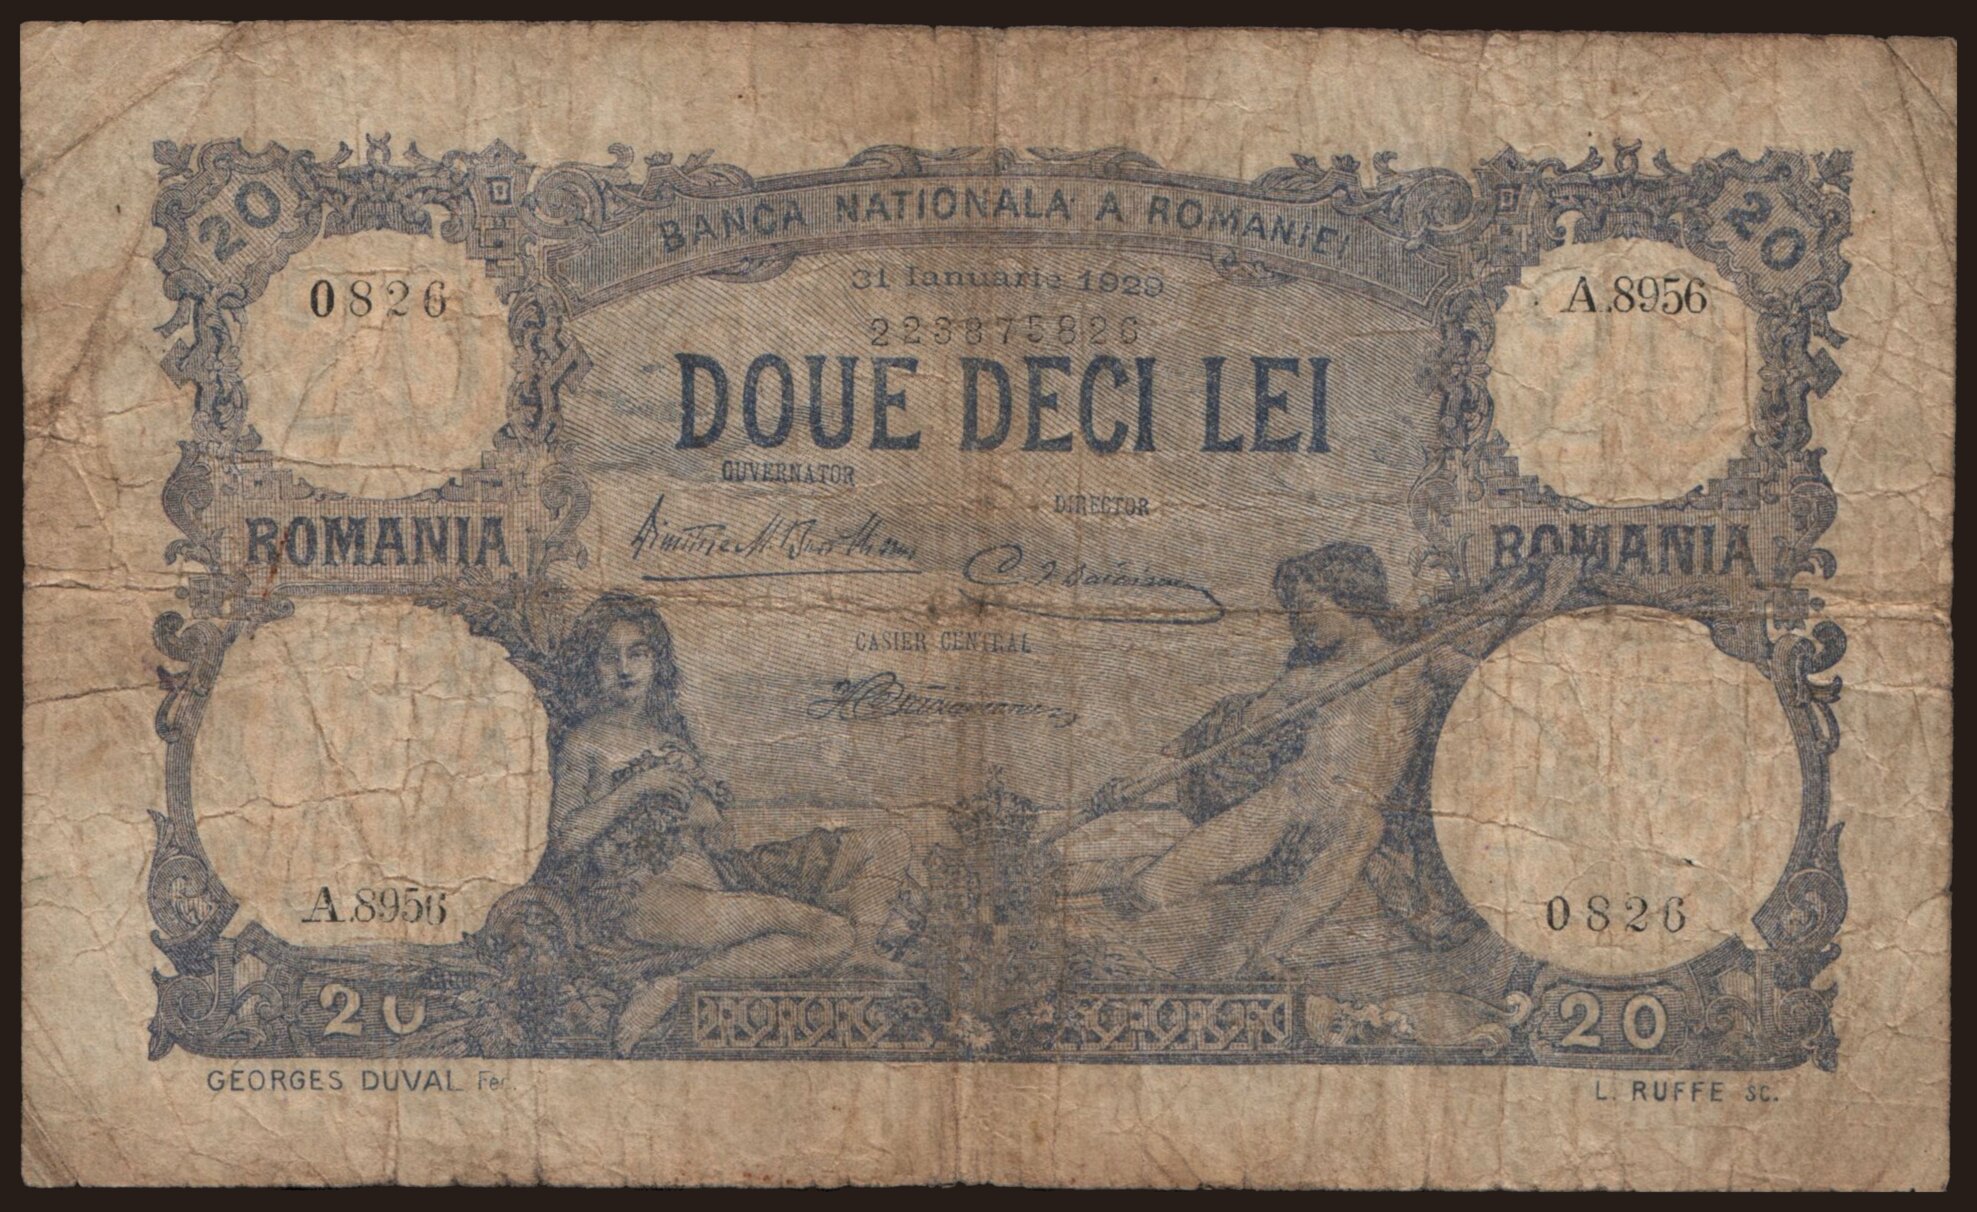 20
BANCA NATIONALA A ROMANIEI
20
0826
31 Ianuarie 1929
A.8956
223875826
DOUE DECI LEI
GUVERNATOR
DIRECTOR
ROMANIA
ROMANIA
CASIER CENTRAL
A.8956
0826
20
20
GEORGES DUVAL Fec.
L. RUFFE SC.